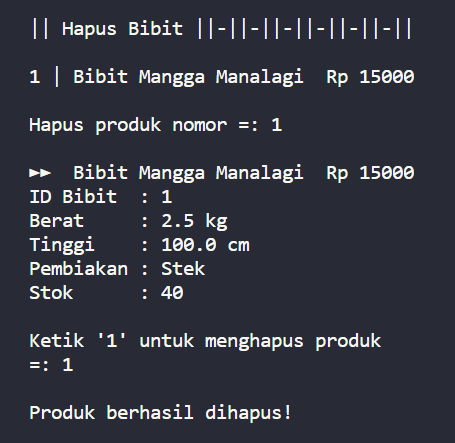 || Hapus Bibit ||-||-||-||-||-||-||
1 | Bibit Mangga Manalagi  Rp 15000
Hapus produk nomor =: 1
►►  Bibit Mangga Manalagi  Rp 15000
ID Bibit  : 1
Berat     : 2.5 kg
Tinggi    : 100.0 cm
Pembiakan : Stek
Stok      : 40
Ketik '1' untuk menghapus produk
=: 1
Produk berhasil dihapus!